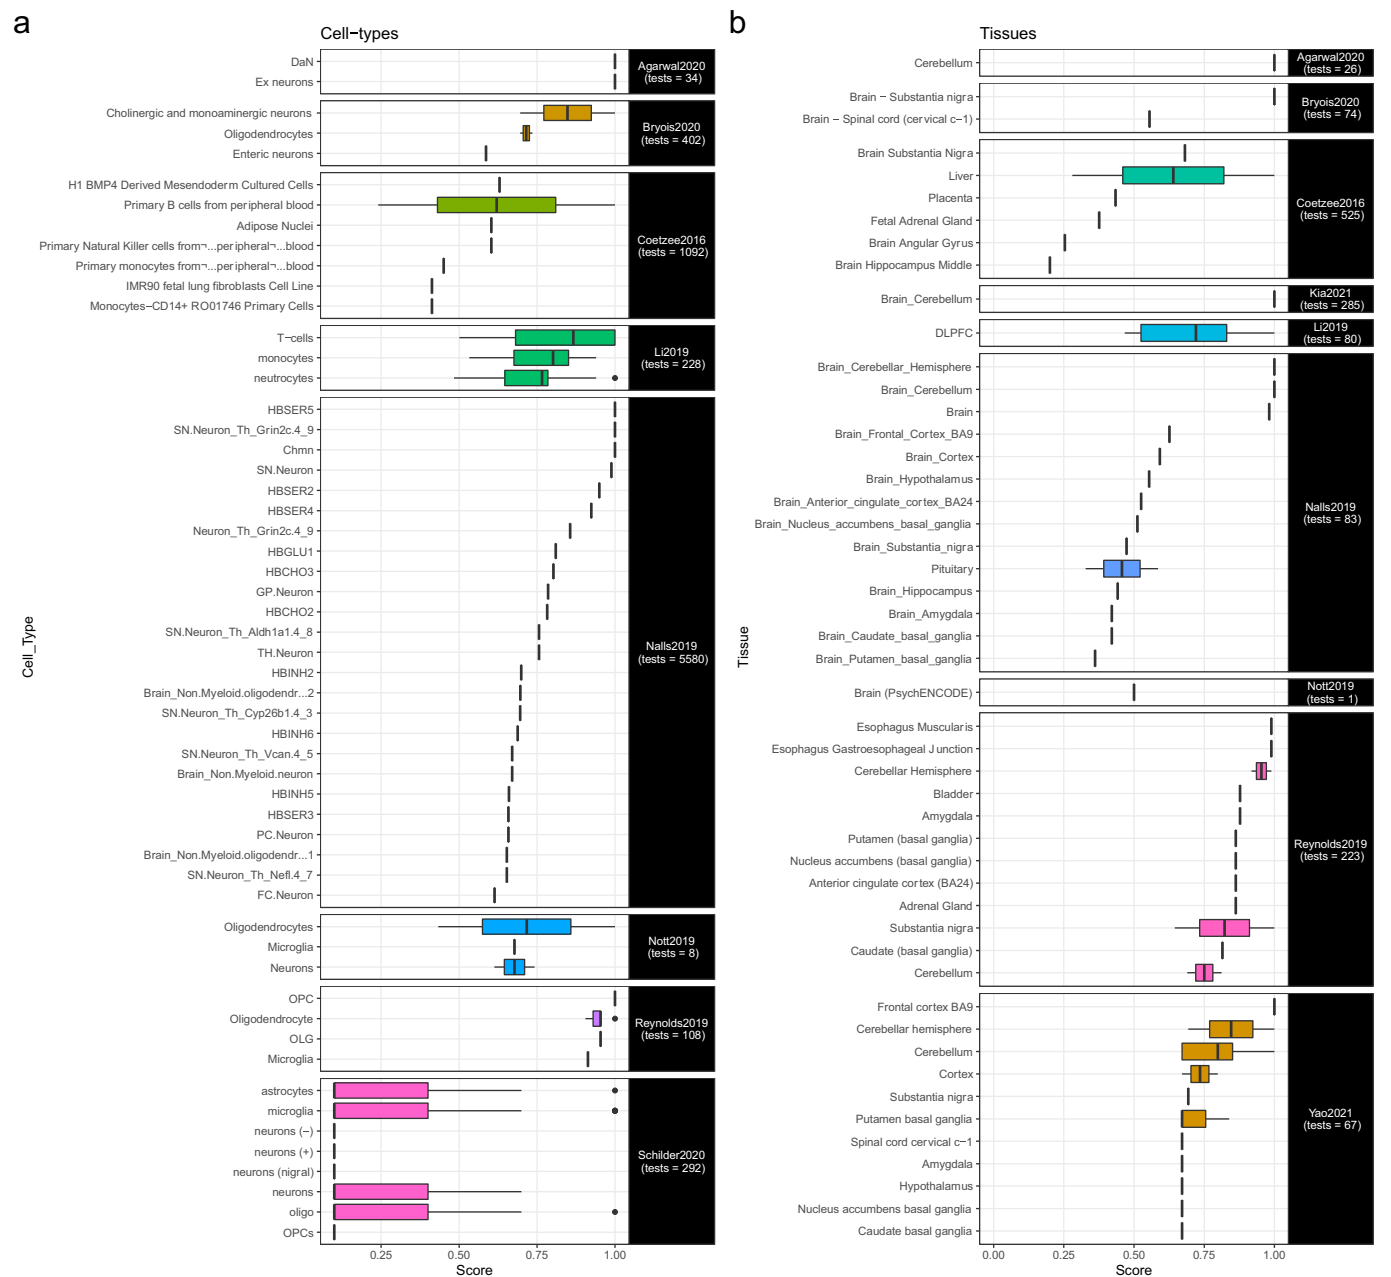 a
Cell−types
DaN
Ex neurons
Agarwal2020
(tests = 34)
Cholinergic and monoaminergic neurons
Oligodendrocytes
Enteric neurons
Bryois2020
(tests = 402)
H1 BMP4 Derived Mesendoderm Cultured Cells
Primary B cells from peripheral blood
Adipose Nuclei
Primary Natural Killer cells from¬...peripheral¬...blood
Primary monocytes from¬...peripheral¬...blood
IMR90 fetal lung fibroblasts Cell Line
Monocytes−CD14+ RO01746 Primary Cells
Coetzee2016
(tests = 1092)
T−cells
monocytes
neutrocytes
Li2019
(tests = 228)
HBSER5
SN.Neuron_Th_Grin2c.4_9
Chmn
SN.Neuron
HBSER2
HBSER4
Neuron_Th_Grin2c.4_9
HBGLU1
HBCHO3
GP.Neuron
HBCHO2
SN.Neuron_Th_Aldh1a1.4_8
TH.Neuron
HBINH2
Brain_Non.Myeloid.oligodendr...2
SN.Neuron_Th_Cyp26b1.4_3
HBINH6
SN.Neuron_Th_Vcan.4_5
Brain_Non.Myeloid.neuron
HBINH5
HBSER3
PC.Neuron
Brain_Non.Myeloid.oligodendr...1
SN.Neuron_Th_Nefl.4_7
FC.Neuron
Nalls2019
(tests = 5580)
Oligodendrocytes
Microglia
Neurons
Nott2019
(tests = 8)
OPC
Oligodendrocyte
OLG
Microglia
Reynolds2019
(tests = 108)
astrocytes
microglia
neurons (−)
neurons (+)
neurons (nigral)
neurons
oligo
OPCs
Schilder2020
(tests = 292)
Cell_Type
0.25 0.50 0.75 1.00
Score
b
Tissues
Cerebellum
Agarwal2020
(tests = 26)
Brain − Substantia nigra
Brain − Spinal cord (cervical c−1)
Bryois2020
(tests = 74)
Brain Substantia Nigra
Liver
Placenta
Fetal Adrenal Gland
Brain Angular Gyrus
Brain Hippocampus Middle
Coetzee2016
(tests = 525)
Brain_Cerebellum
Kia2021
(tests = 285)
DLPFC
Li2019
(tests = 80)
Brain_Cerebellar_Hemisphere
Brain_Cerebellum
Brain
Brain_Frontal_Cortex_BA9
Brain_Cortex
Brain_Hypothalamus
Brain_Anterior_cingulate_cortex_BA24
Brain_Nucleus_accumbens_basal_ganglia
Brain_Substantia_nigra
Pituitary
Brain_Hippocampus
Brain_Amygdala
Brain_Caudate_basal_ganglia
Brain_Putamen_basal_ganglia
Nalls2019
(tests = 83)
Brain (PsychENCODE)
Nott2019
(tests = 1)
Esophagus Muscularis
Esophagus Gastroesophageal Junction
Cerebellar Hemisphere
Bladder
Amygdala
Putamen (basal ganglia)
Nucleus accumbens (basal ganglia)
Anterior cingulate cortex (BA24)
Adrenal Gland
Substantia nigra
Caudate (basal ganglia)
Cerebellum
Reynolds2019
(tests = 223)
Frontal cortex BA9
Cerebellar hemisphere
Cerebellum
Cortex
Substantia nigra
Putamen basal ganglia
Spinal cord cervical c−1
Amygdala
Hypothalamus
Nucleus accumbens basal ganglia
Caudate basal ganglia
Yao2021
(tests = 67)
Tissue
0.00 0.25 0.50 0.75 1.00
Score